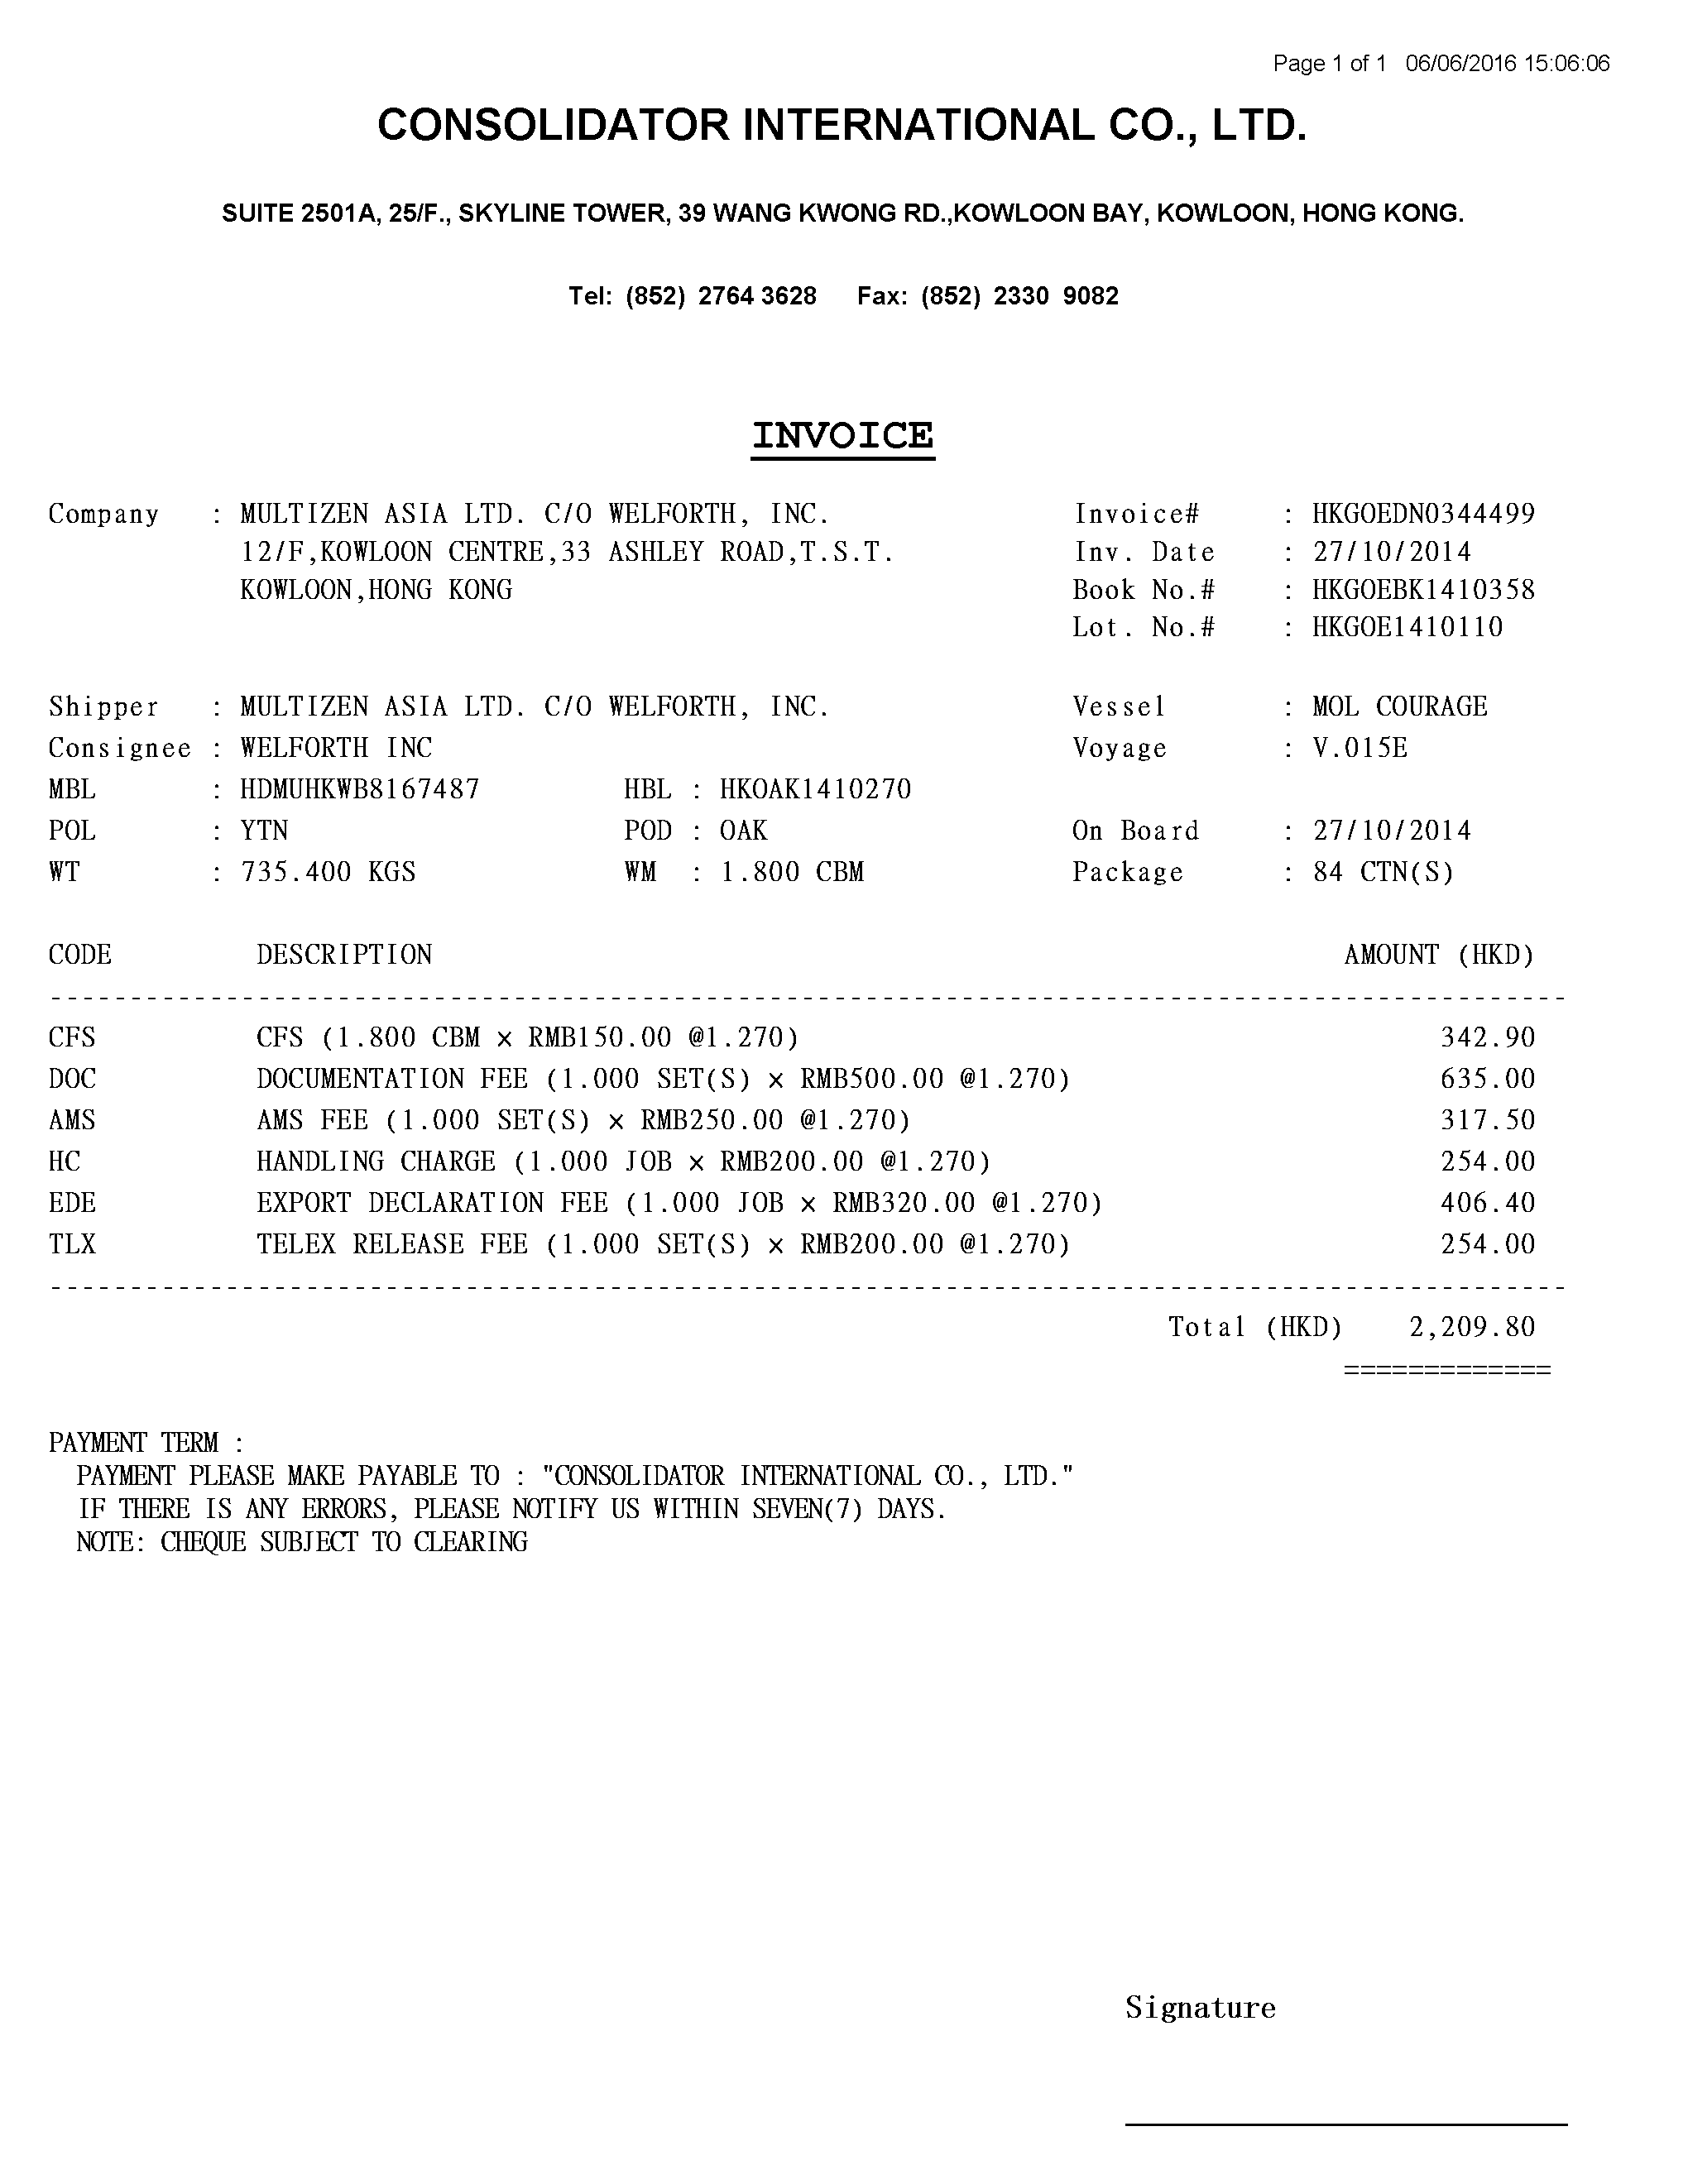 Page 1 of 1 06/06/2016 15:06:06
CONSOLIDATOR INTERNATIONAL CO., LTD.
SUITE 2501A, 25/F., SKYLINE TOWER, 39 WANG KWONG RD.,KOWLOON BAY, KOWLOON, HONG KONG.
Tel: (852) 2764 3628 Fax: (852) 2330 9082
INVOICE
Company : MULTIZEN ASIA LTD. C/O WELFORTH, INC. Invoice# : HKGOEDN0344499
12/F,KOWLOON CENTRE,33 ASHLEY ROAD,T.S.T. Inv. Date : 27/10/2014
KOWLOON,HONG KONG Book No.# : HKGOEBK1410358
Lot. No.# : HKGOE1410110
Shipper : MULTIZEN ASIA LTD. C/O WELFORTH, INC. Vessel : MOL COURAGE
Consignee : WELFORTH INC Voyage : V.015E
MBL : HDMUHKWB8167487 HBL : HKOAK1410270
POL : YTN POD : OAK On Board : 27/10/2014
WT : 735.400 KGS WM : 1.800 CBM Package : 84 CTN(S)
CODE DESCRIPTION AMOUNT (HKD)
CFS CFS (1.800 CBM × RMB150.00 @1.270) 342.90
DOC DOCUMENTATION FEE (1.000 SET(S) × RMB500.00 @1.270) 635.00
AMS AMS FEE (1.000 SET(S) × RMB250.00 @1.270) 317.50
HC HANDLING CHARGE (1.000 JOB × RMB200.00 @1.270) 254.00
EDE EXPORT DECLARATION FEE (1.000 JOB × RMB320.00 @1.270) 406.40
TLX TELEX RELEASE FEE (1.000 SET(S) × RMB200.00 @1.270) 254.00
Total (HKD) 2,209.80
=============
PAYMENT TERM :
PAYMENT PLEASE MAKE PAYABLE TO : "CONSOLIDATOR INTERNATIONAL CO., LTD."
IF THERE IS ANY ERRORS, PLEASE NOTIFY US WITHIN SEVEN(7) DAYS.
NOTE: CHEQUE SUBJECT TO CLEARING
Signature